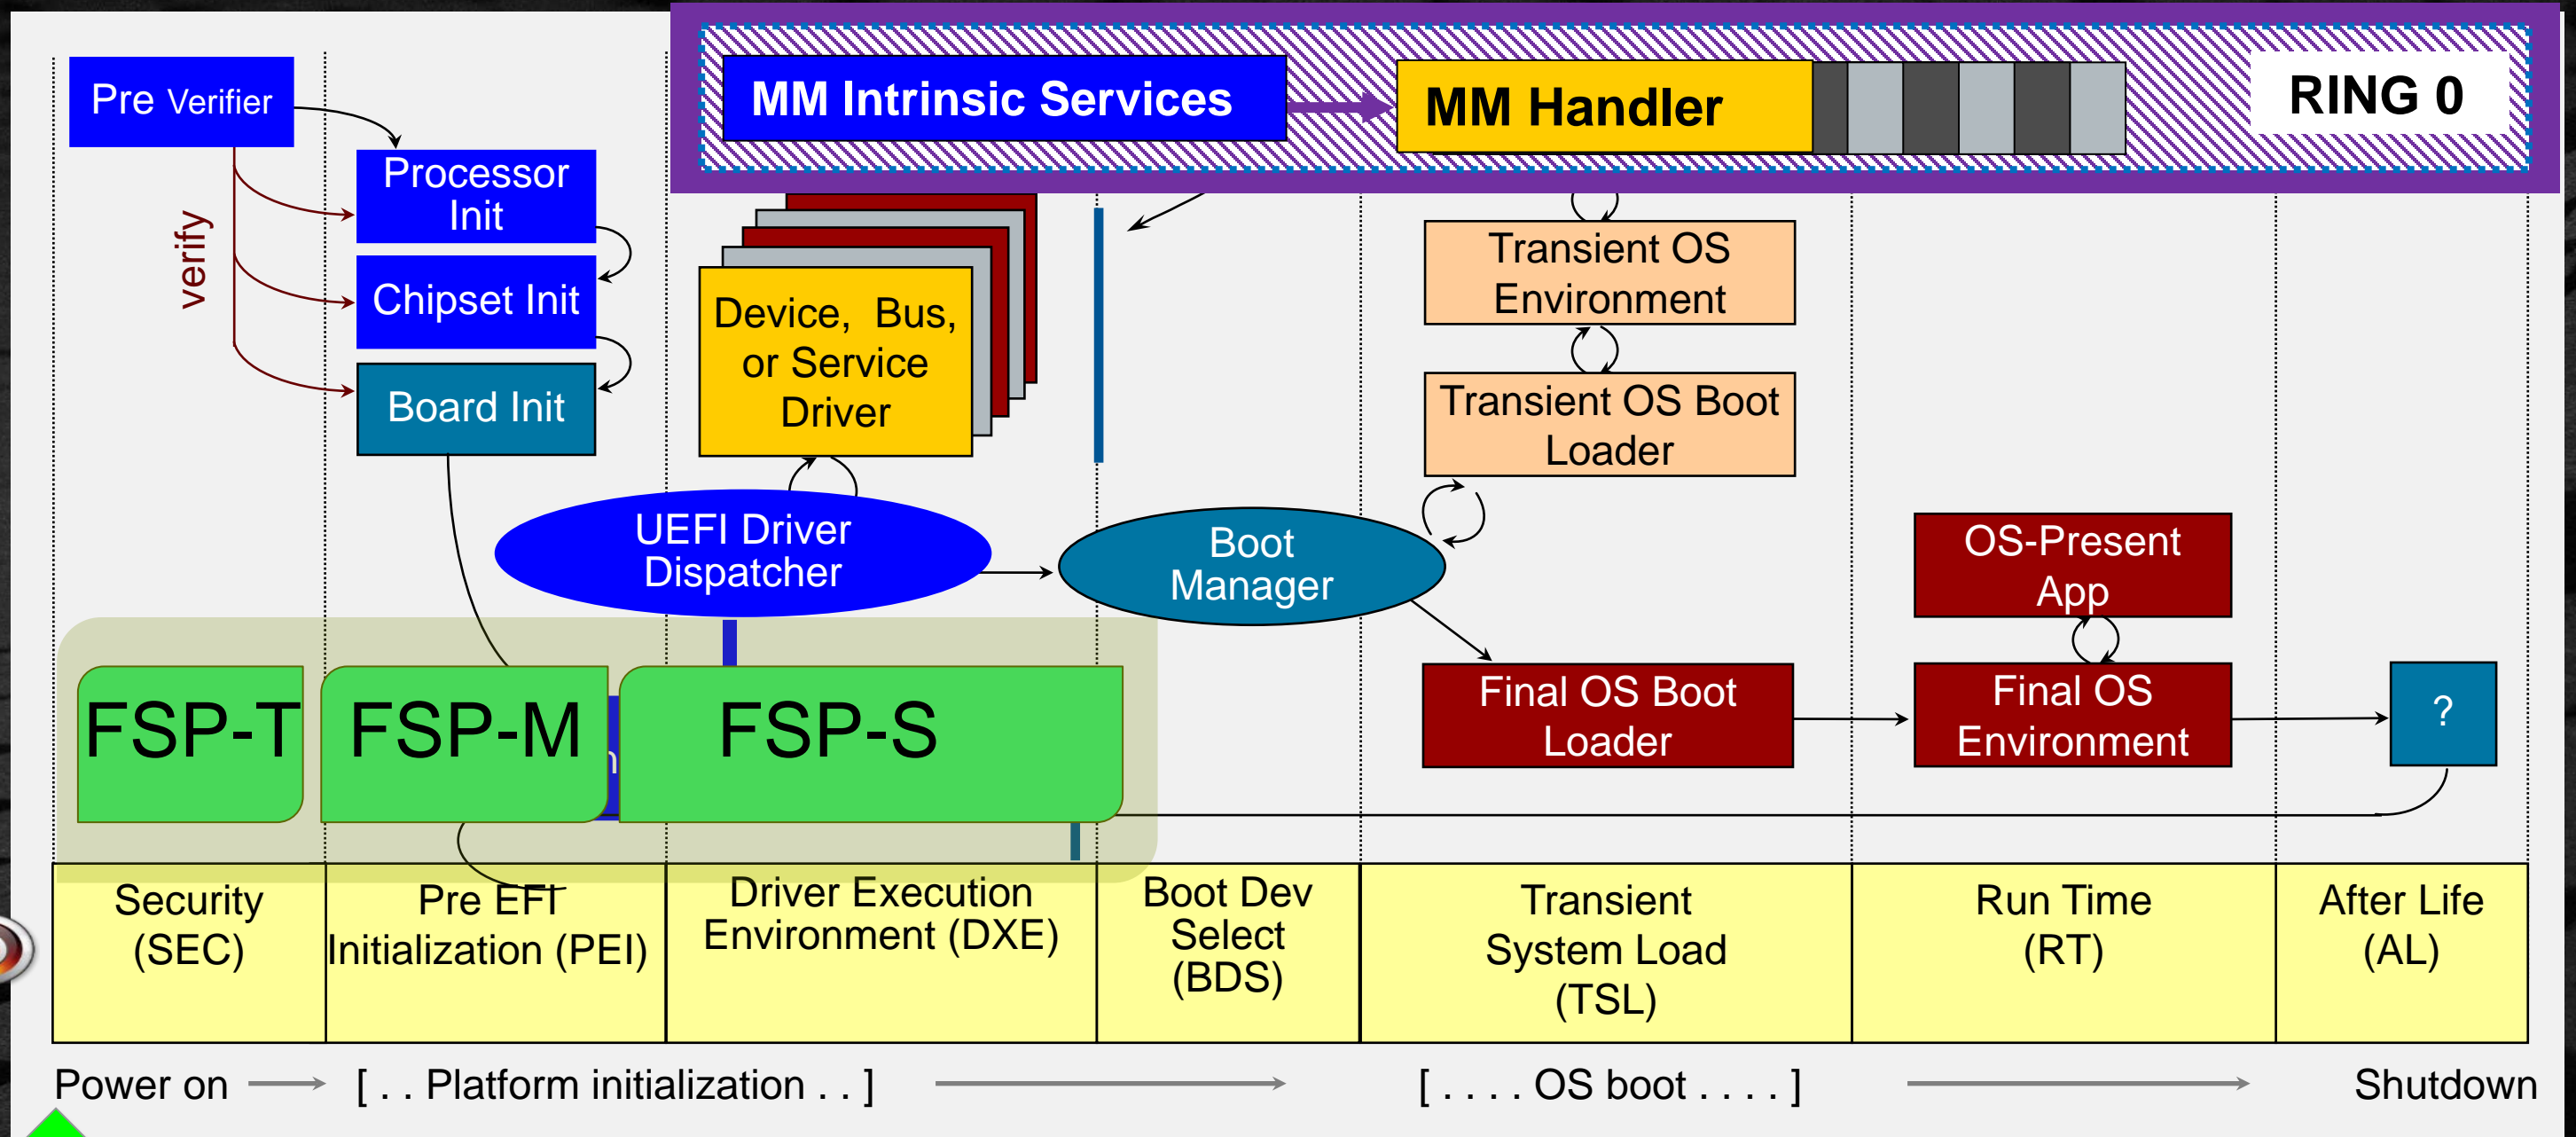 MM Intrinsic Services
MM Handler
RING 0
Pre Verifier
verify
Processor
Init
Chipset Init
Board Init
Device, Bus,
or Service
Driver
UEFI Driver
Dispatcher
Boot
Manager
Transient OS
Environment
Transient OS Boot
Loader
OS-Present
App
Final OS Boot
Loader
Final OS
Environment
?
FSP-T
FSP-M
FSP-S
Security
(SEC)
Pre EFI
Initialization (PEI)
Driver Execution
Environment (DXE)
Boot Dev
Select
(BDS)
Transient
System Load
(TSL)
Run Time
(RT)
After Life
(AL)
Power on
[ . . Platform initialization . . ]
[ . . . . OS boot . . . . ]
Shutdown